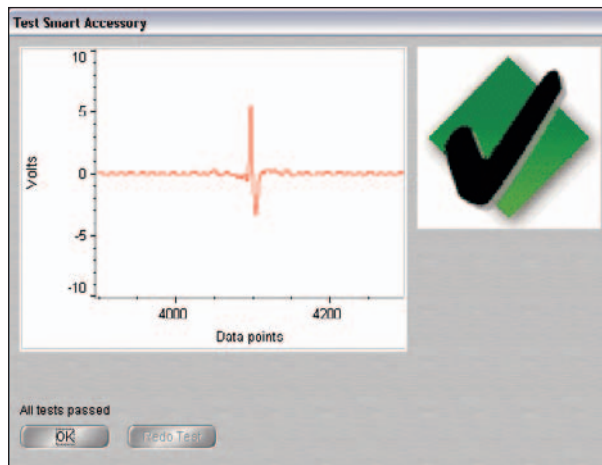 Test Smart Accessory
10
5
0
-5
-10
Volts
4000 4200
Data points
All tests passed
OK Redo Test